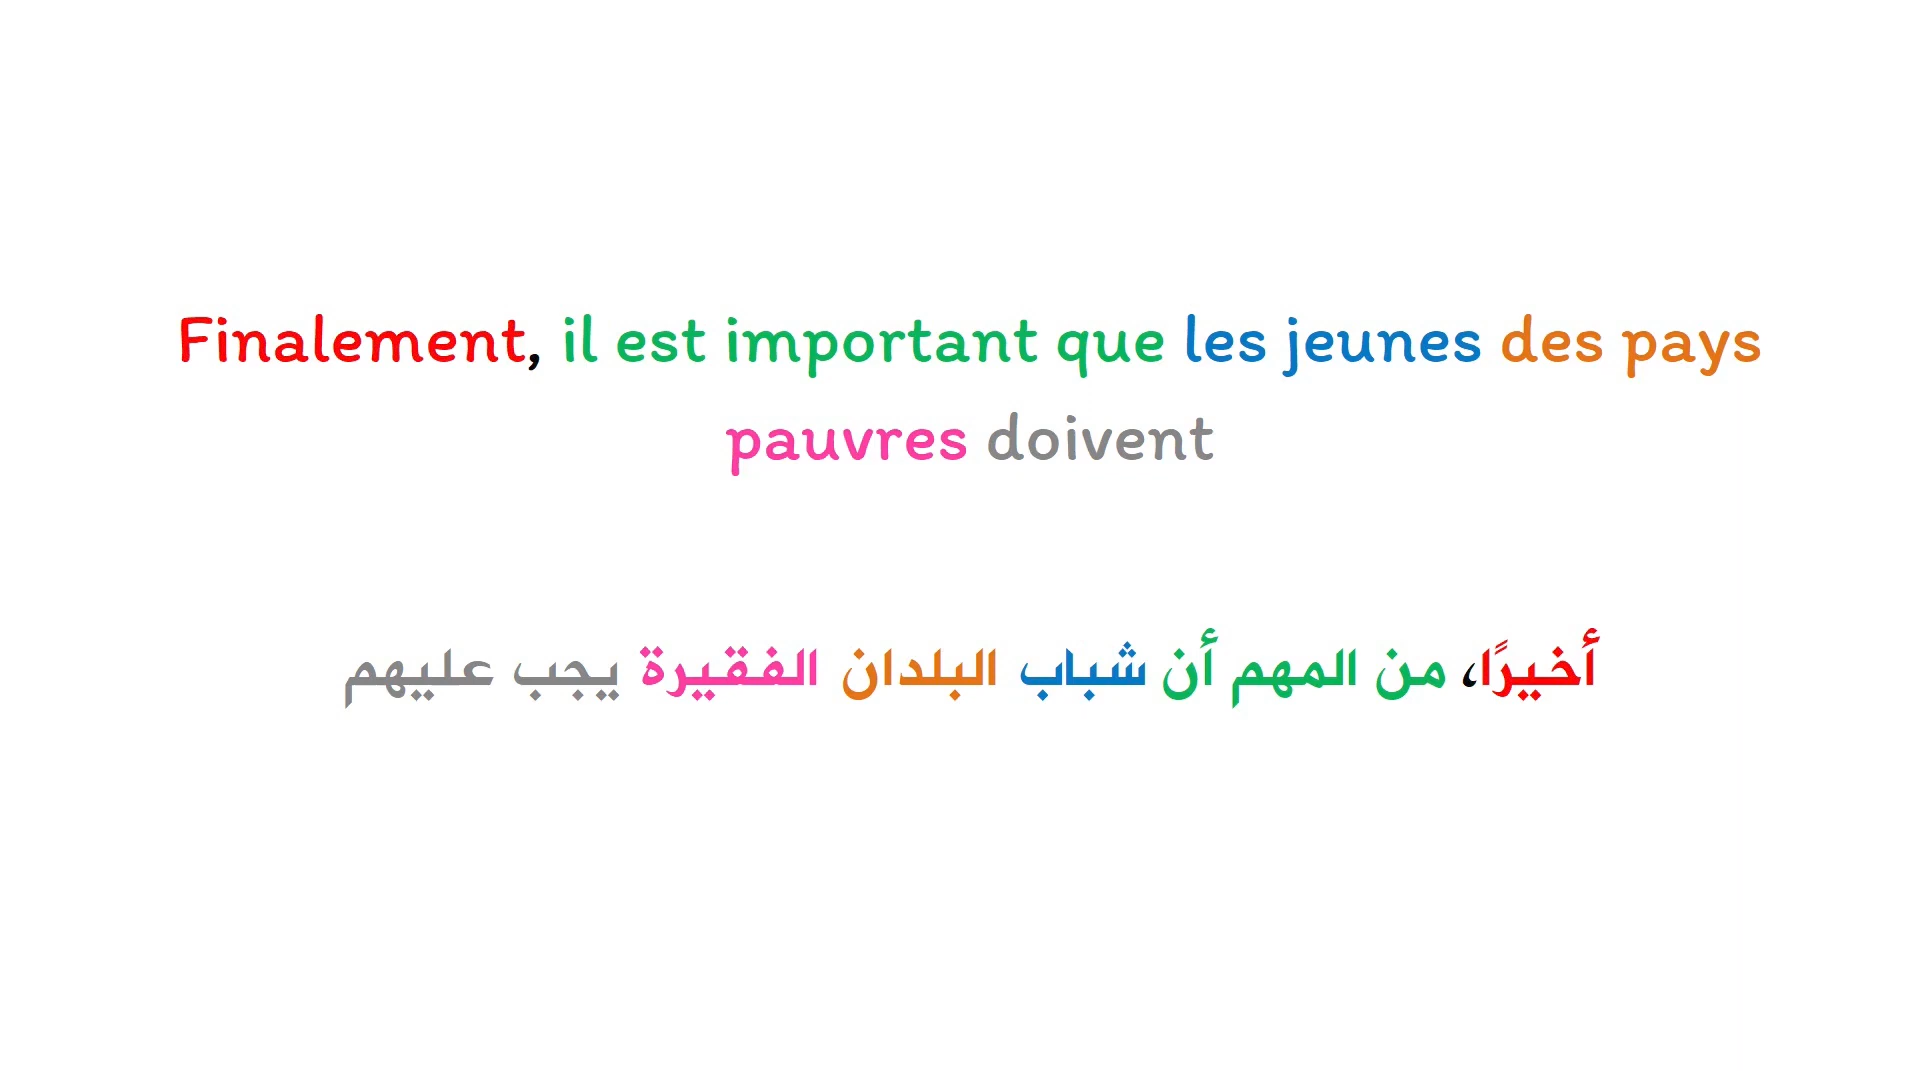 Finalement, il est important que les jeunes des pays
pauvres doivent
أخيرًا، من المهم أن شباب البلدان الفقيرة يجب عليهم